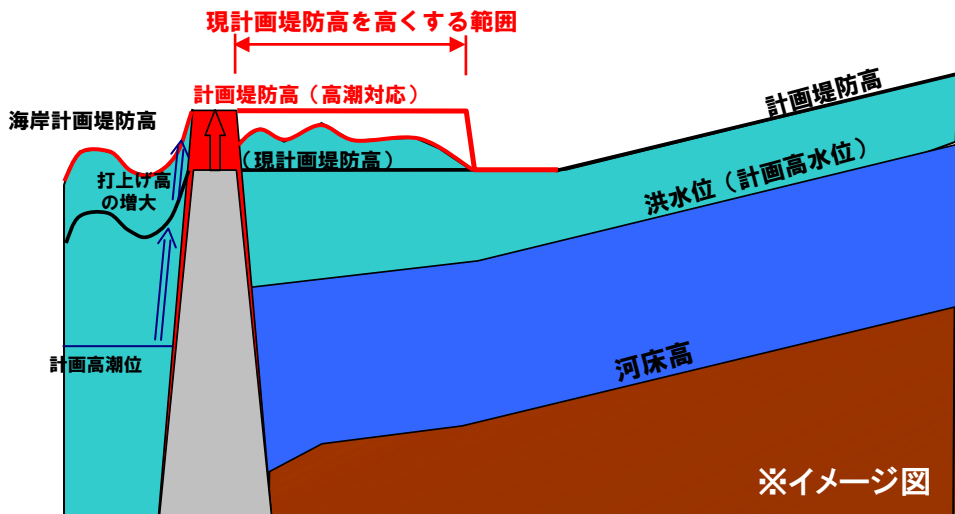 現計画堤防高を高くする範囲
計画堤防高（高潮対応）
計画堤防高
海岸計画堤防高
（現計画堤防高）
打上げ高
の増大
洪水位（計画高水位）
計画高潮位
河床高
※イメージ図